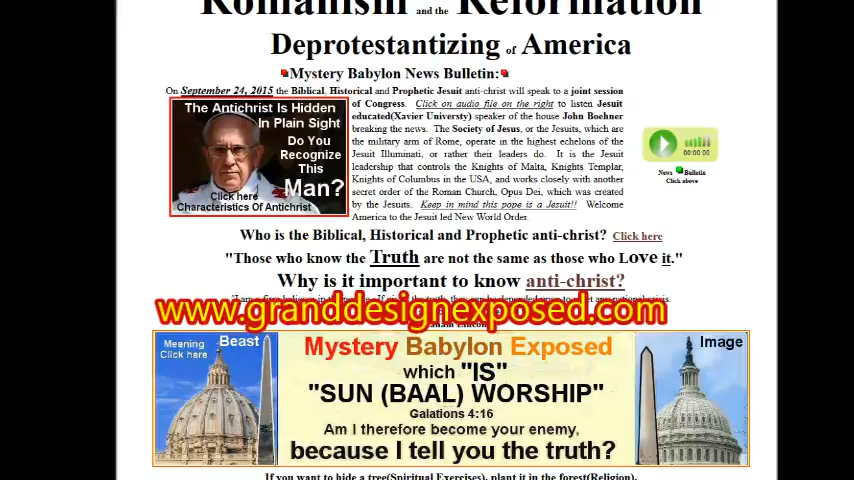 Romanism and the Reformation
Deprotestantizing of America
Mystery Babylon News Bulletin:
On September 24, 2015 the Biblical, Historical and Prophetic Jesuit anti-christ will speak to a joint session
of Congress. Click on audio file on the right to listen Jesuit
educated(Xavier Universty) speaker of the house John Boehner
breaking the news. The Society of Jesus, or the Jesuits, which are
the military arm of Rome, operate in the highest echelons of the
Jesuit Illuminati, or rather their leaders do. It is the Jesuit
leadership that controls the Knights of Malta, Knights Templar,
Knights of Columbus in the USA, and works closely with another
secret order of the Roman Church, Opus Dei, which was created
by the Jesuits. Keep in mind this pope is a Jesuit!! Welcome
America to the Jesuit led New World Order.
The Antichrist Is Hidden
In Plain Sight
Do You
Recognize
This
Man?
Click here
Characteristics Of Antichrist
00:00:00
News Bulletin
Click above
Who is the Biblical, Historical and Prophetic anti-christ? Click here
"Those who know the Truth are not the same as those who Love it."
Why is it important to know anti-christ?
www.granddesignexposed.com
Meaning
Click here
Beast
Mystery Babylon Exposed
which "IS"
"SUN (BAAL) WORSHIP"
Galations 4:16
Am I therefore become your enemy,
because I tell you the truth?
Image
If you want to hide a tree(Spiritual Exercises), plant it in the forest(Religion).